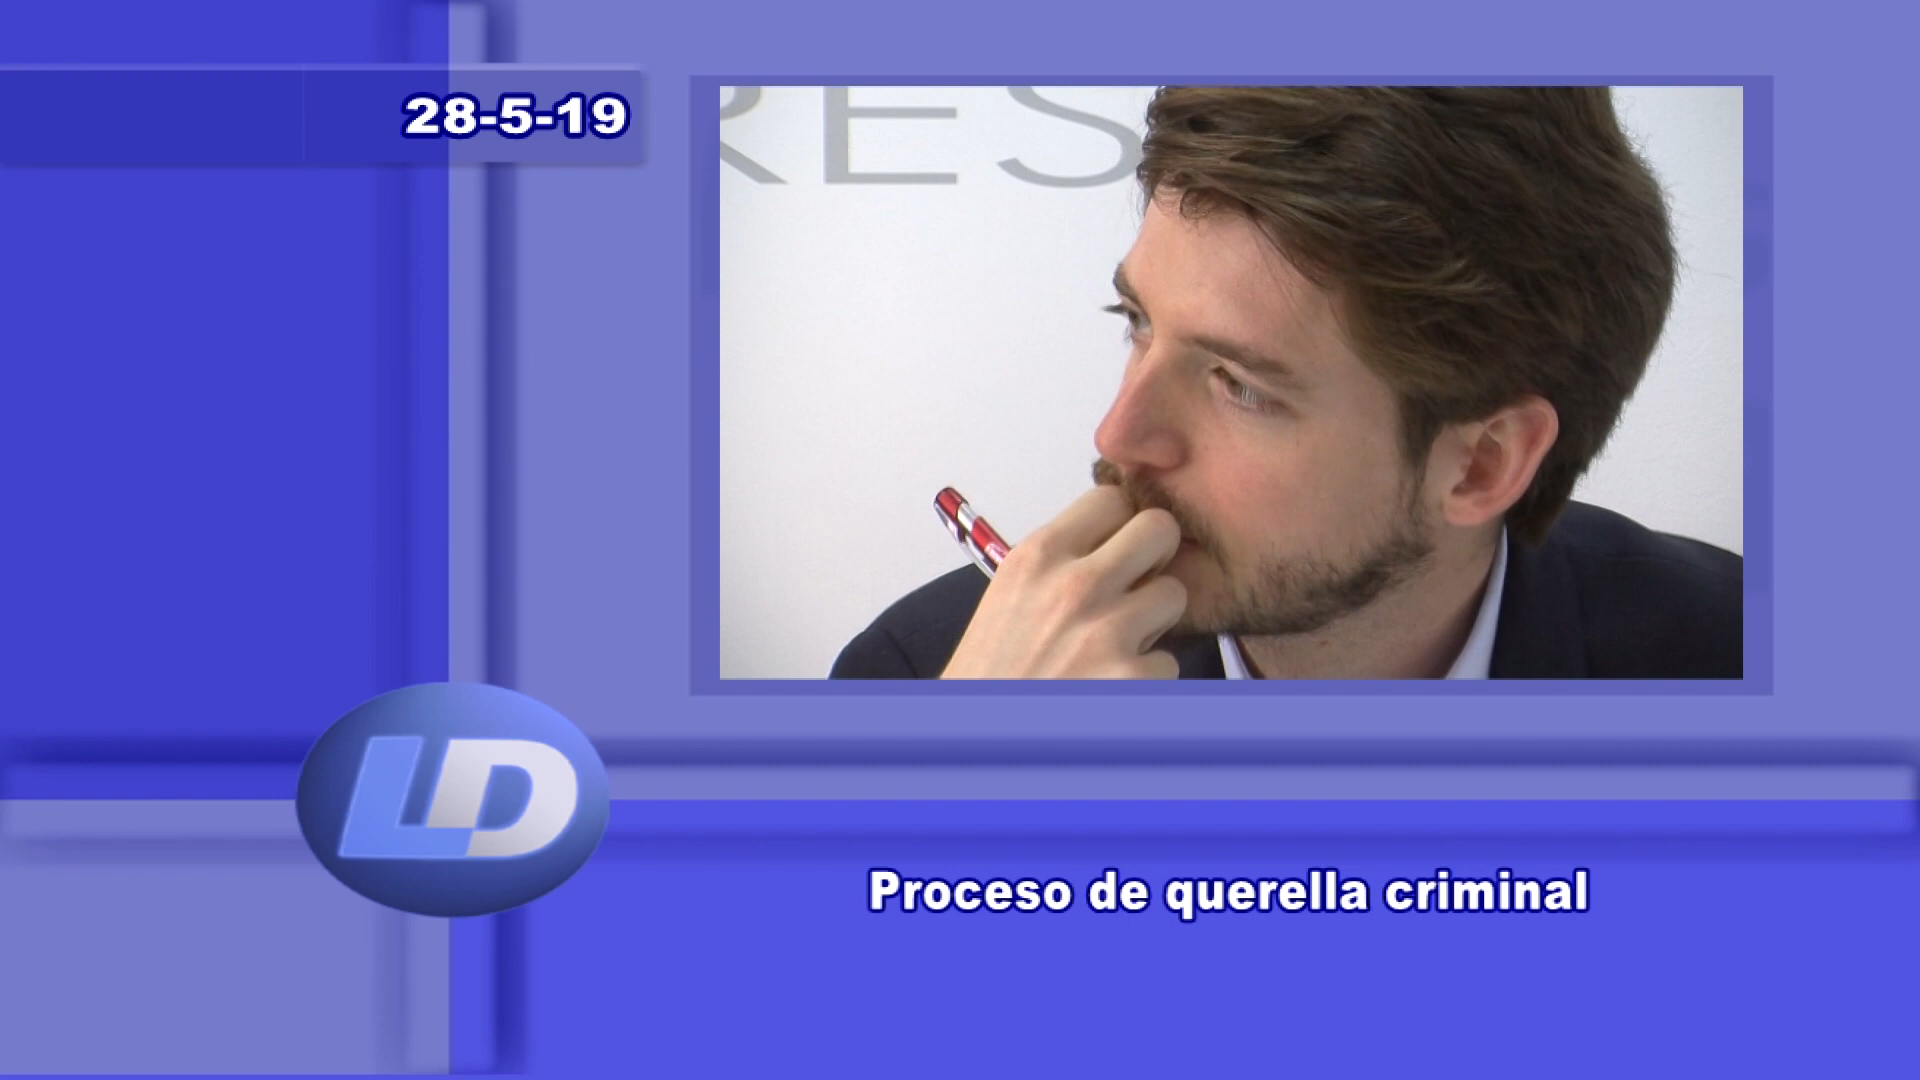 28-5-19
RES
LD
Proceso de querella criminal